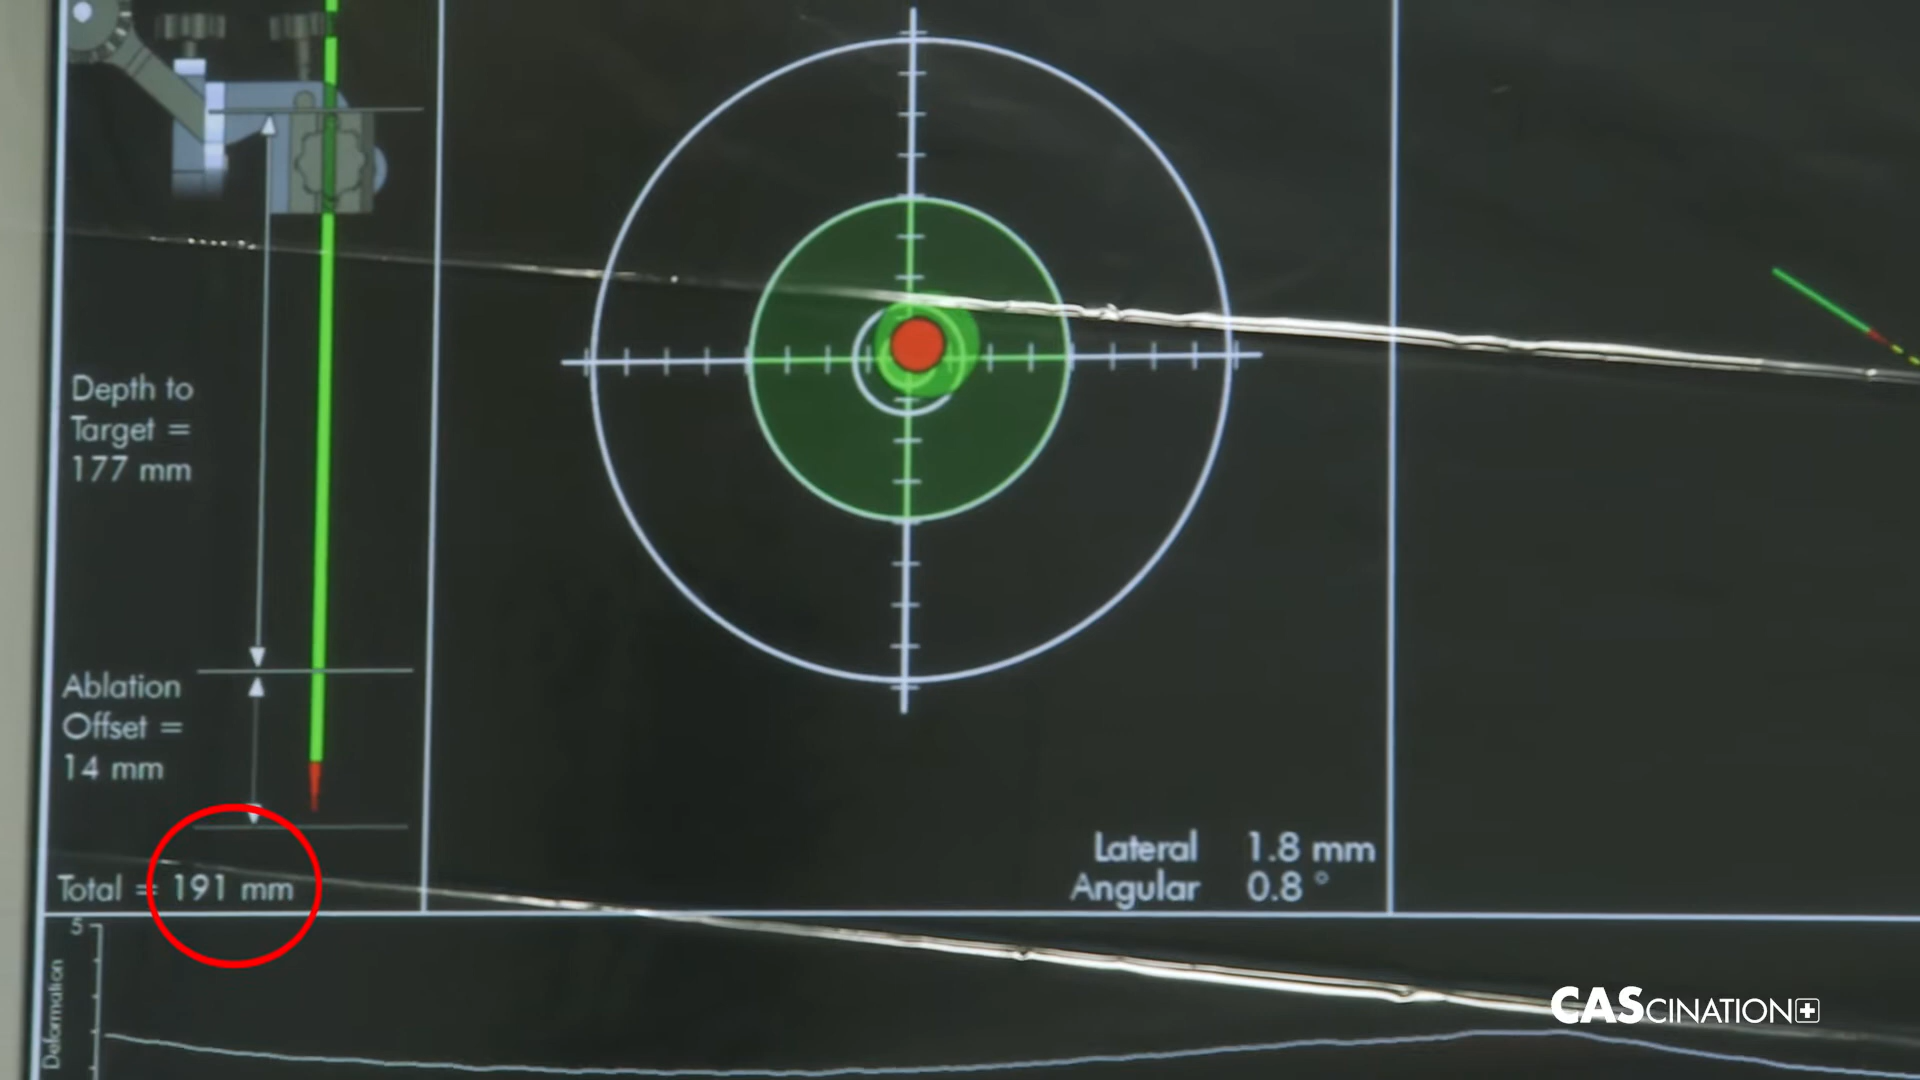 Depth to
Target =
177 mm
Ablation
Offset =
14 mm
Total = 191 mm
Lateral 1.8 mm
Angular 0.8 °
5
Deformation
CASCINATION